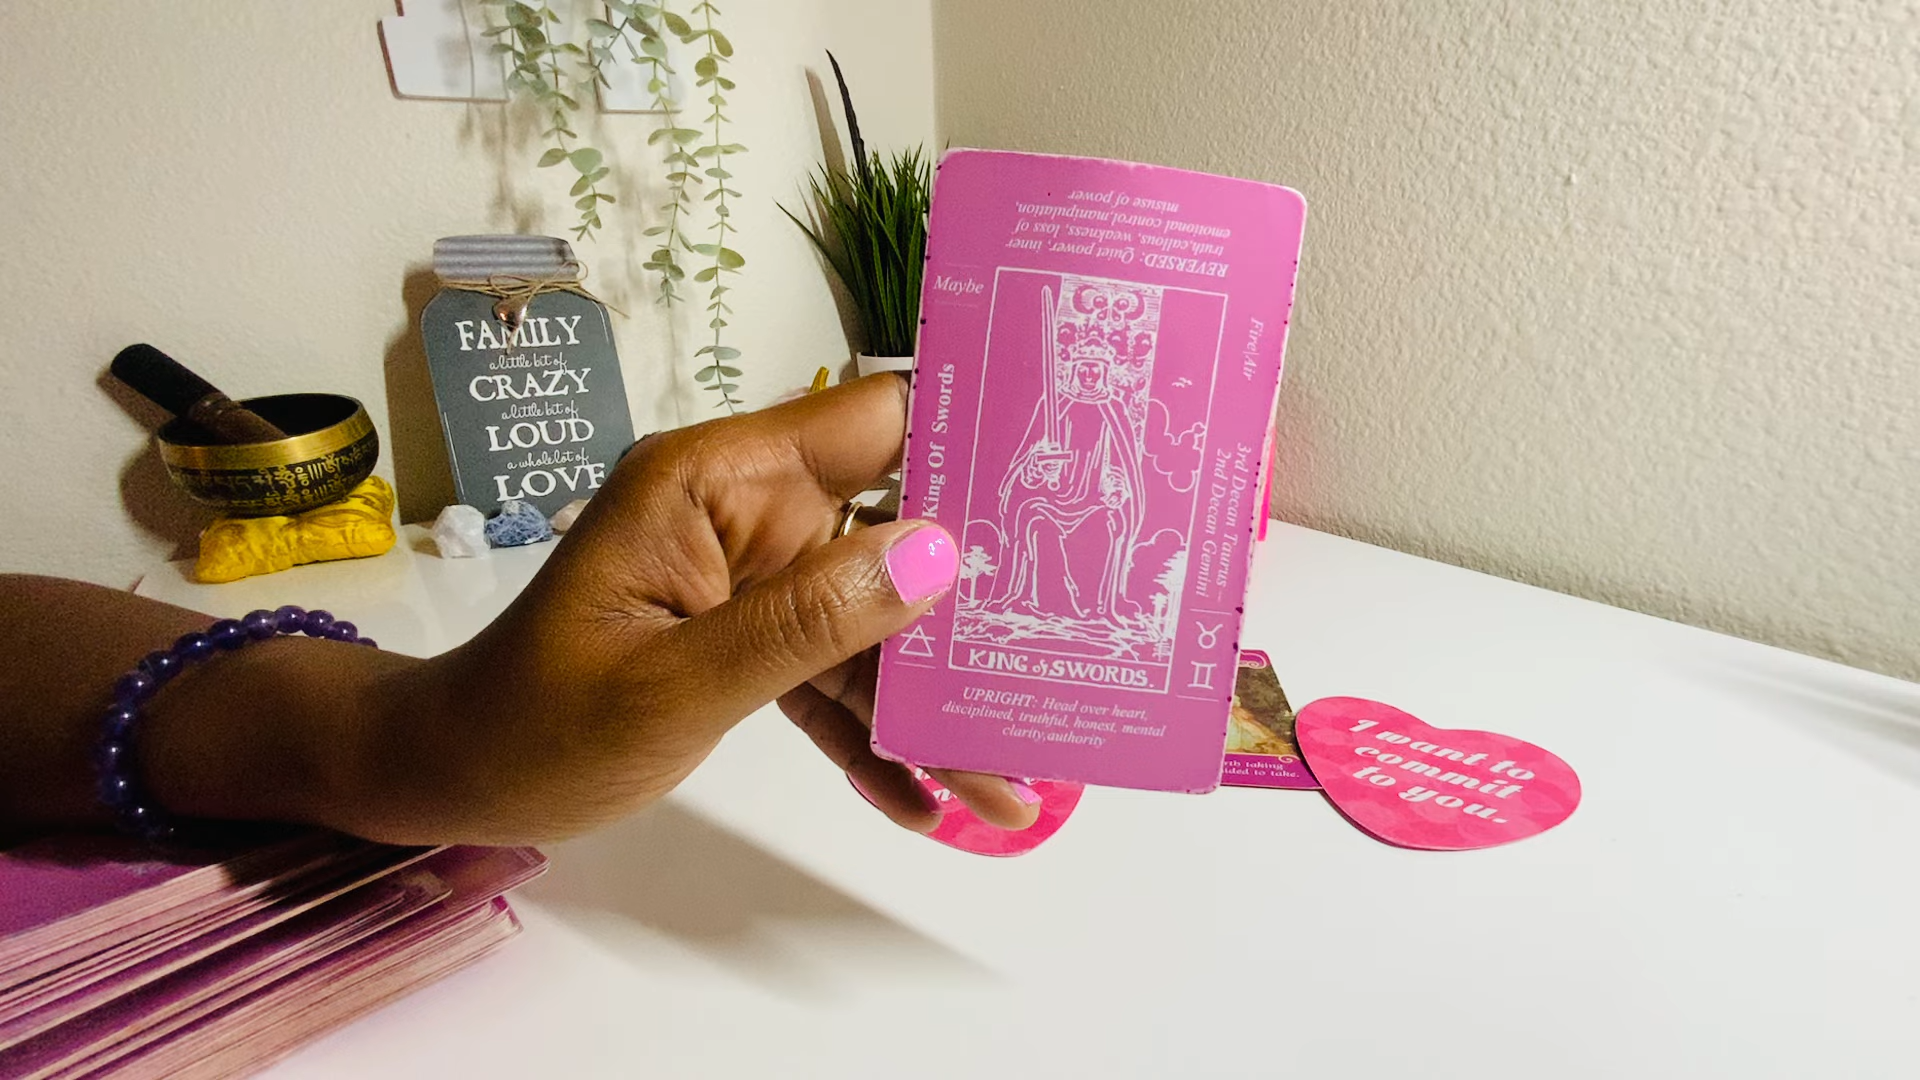 FAMILY
a little bit of
CRAZY
a little bit of
LOUD
a whole lot of
LOVE
REVERSED: Quiet power, inner
truth,callous, weakness, loss of
emotional control,manipulation,
misuse of power
Maybe
King Of Swords
Fire|Air
3rd Decan Taurus
2nd Decan Gemini
KING of SWORDS.
UPRIGHT: Head over heart,
disciplined, truthful, honest, mental
clarity,authority
taking
to take.
I want to
commit
to you.